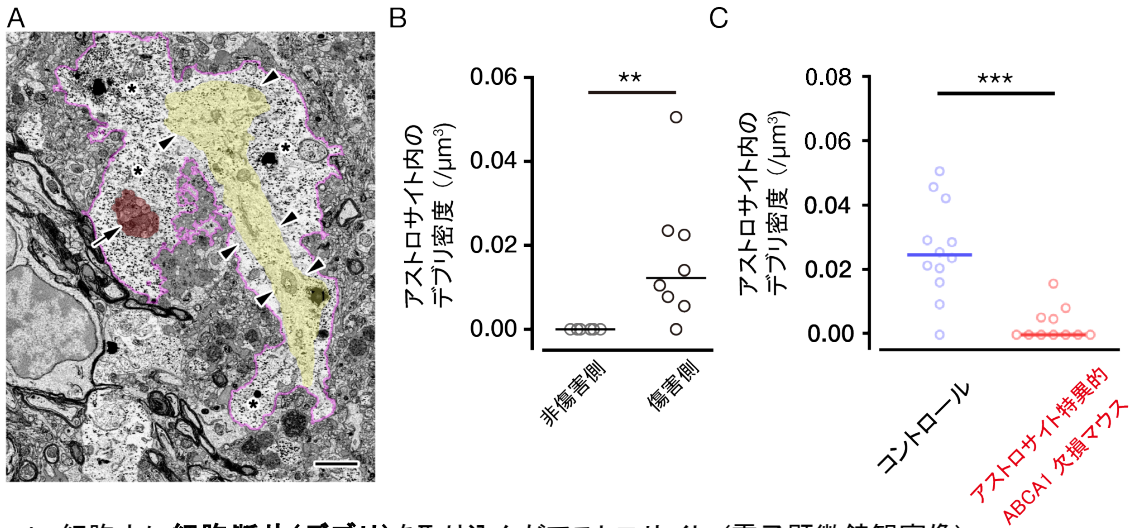 A
B
C
アストロサイト内の
デブリ密度 (/μm³)
0.06
0.04
0.02
0.00
**
非傷害側
傷害側
アストロサイト内の
デブリ密度 (/μm³)
0.08
0.06
0.04
0.02
0.00
***
コントロール
アストロサイト特異的
ABCA1 欠損マウス
*
*
*
*